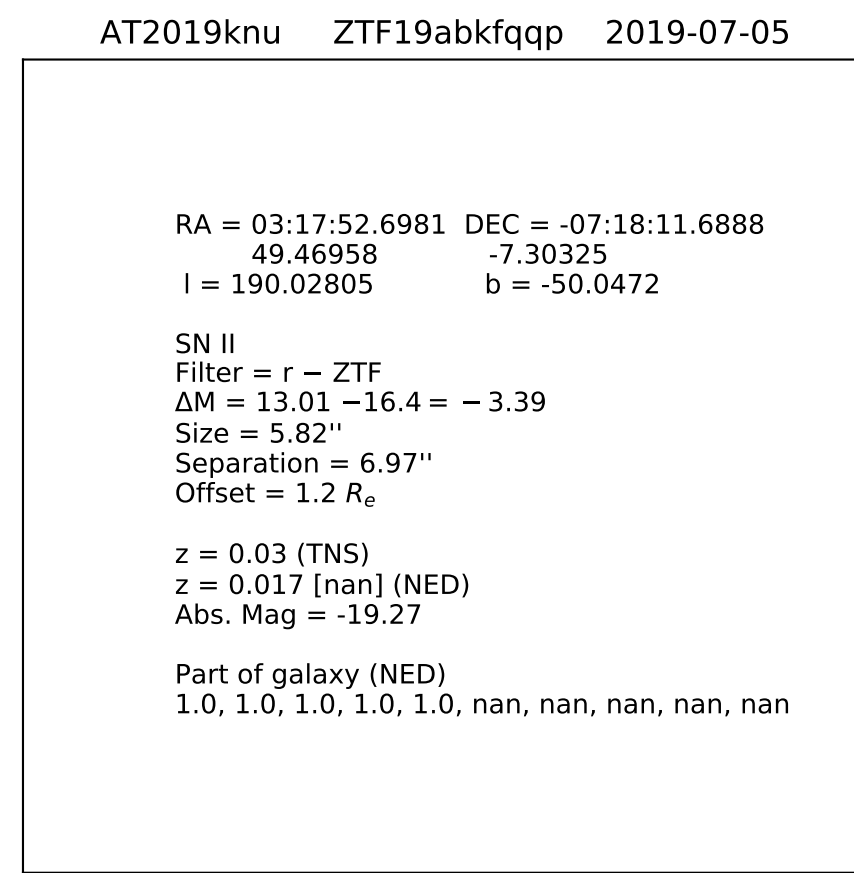 AT2019knu ZTF19abkfqqp 2019-07-05
RA = 03:17:52.6981 DEC = -07:18:11.6888
49.46958 -7.30325
l = 190.02805 b = -50.0472
SN II
Filter = r − ZTF
ΔM = 13.01 −16.4 = − 3.39
Size = 5.82''
Separation = 6.97''
Offset = 1.2 Rₑ
z = 0.03 (TNS)
z = 0.017 [nan] (NED)
Abs. Mag = -19.27
Part of galaxy (NED)
1.0, 1.0, 1.0, 1.0, 1.0, nan, nan, nan, nan, nan